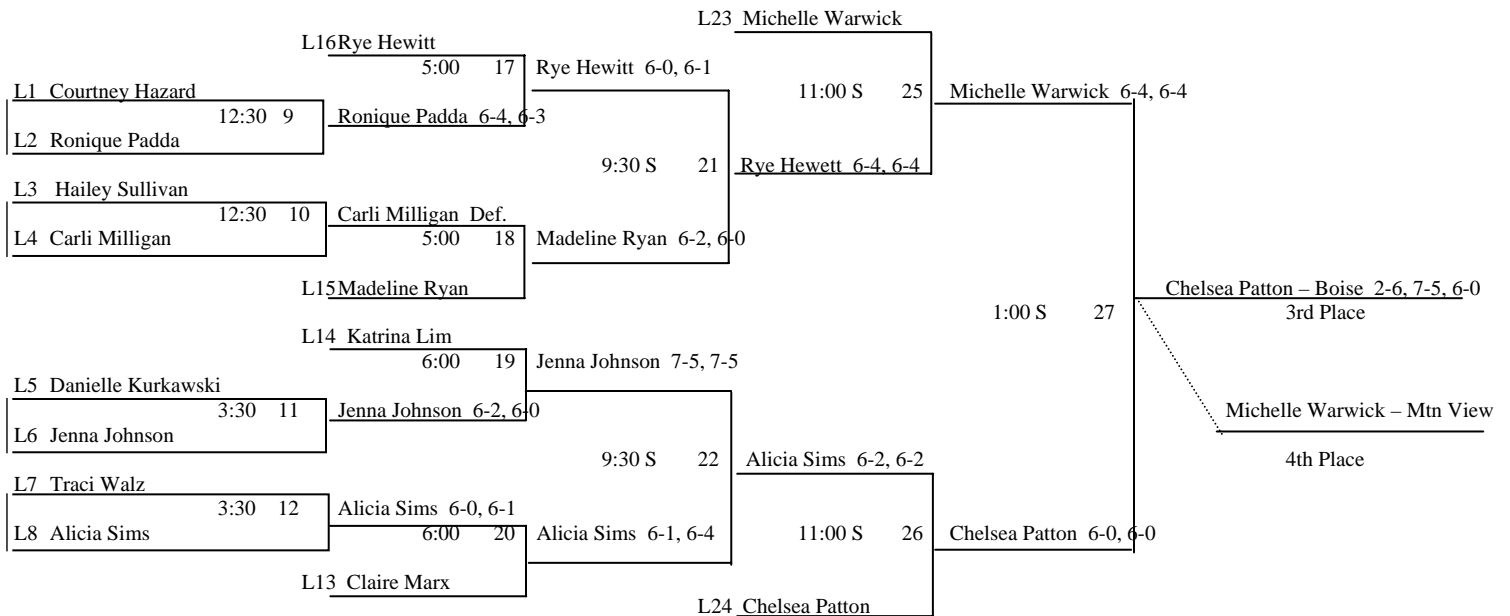 L23 Michelle Warwick
L16 Rye Hewitt
5:00 17 Rye Hewitt 6-0, 6-1
L1 Courtney Hazard 11:00 S 25 Michelle Warwick 6-4, 6-4
12:30 9 Ronique Padda 6-4, 6-3
L2 Ronique Padda
9:30 S 21 Rye Hewett 6-4, 6-4
L3 Hailey Sullivan
12:30 10 Carli Milligan Def.
L4 Carli Milligan 5:00 18 Madeline Ryan 6-2, 6-0
L15 Madeline Ryan Chelsea Patton – Boise 2-6, 7-5, 6-0
1:00 S 27 3rd Place
L14 Katrina Lim
6:00 19 Jenna Johnson 7-5, 7-5
L5 Danielle Kurkawski
3:30 11 Jenna Johnson 6-2, 6-0 Michelle Warwick – Mtn View
L6 Jenna Johnson
9:30 S 22 Alicia Sims 6-2, 6-2 4th Place
L7 Traci Walz
3:30 12 Alicia Sims 6-0, 6-1
L8 Alicia Sims 6:00 20 Alicia Sims 6-1, 6-4 11:00 S 26 Chelsea Patton 6-0, 6-0
L13 Claire Marx
L24 Chelsea Patton